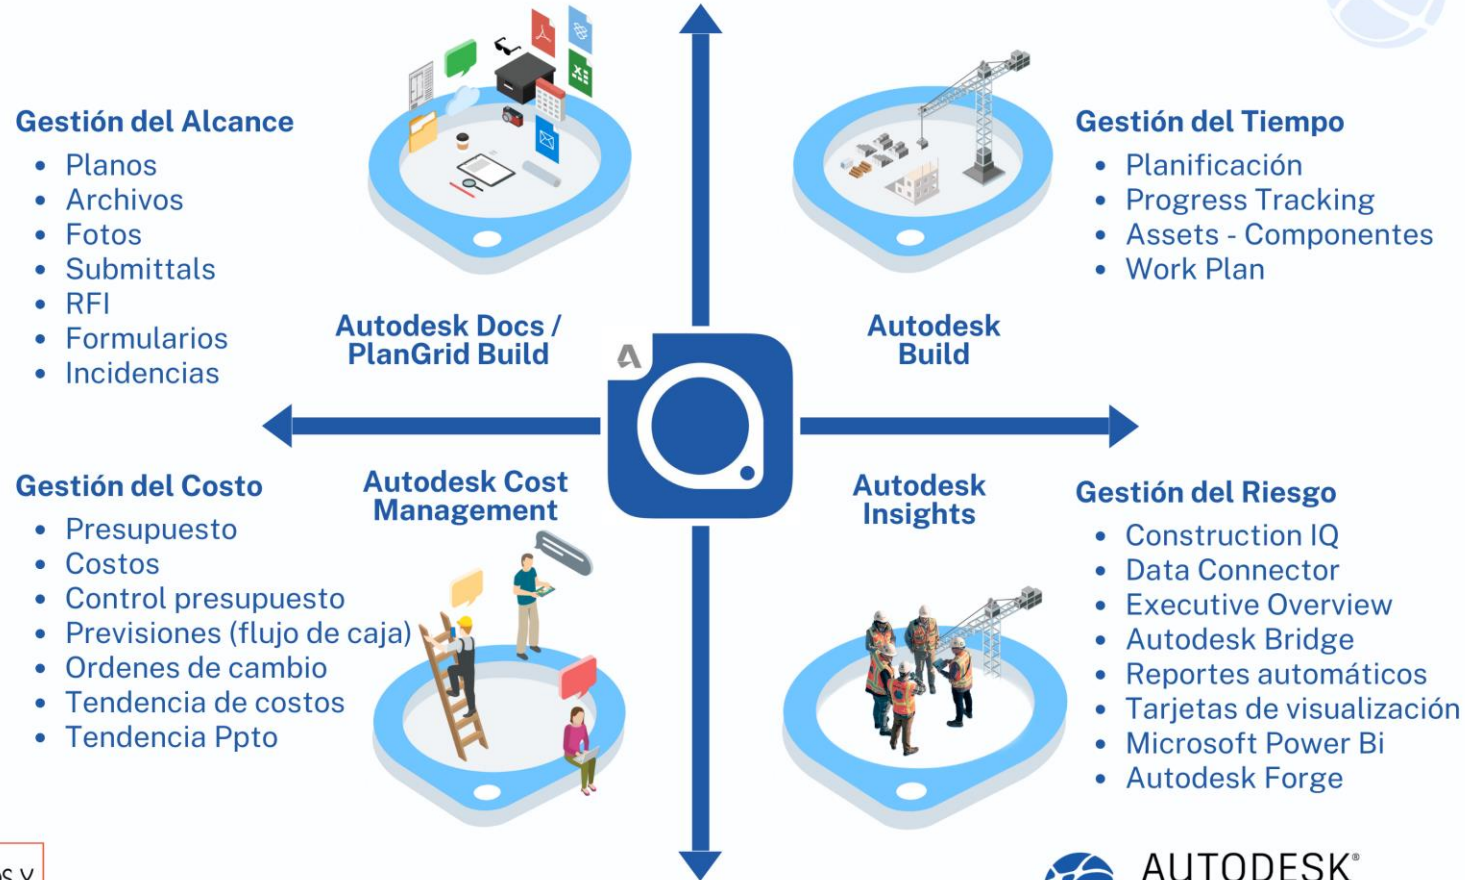 Gestión del Alcance
Planos
Archivos
Fotos
Submittals
RFI
Formularios
Incidencias
Autodesk Docs /
PlanGrid Build
Gestión del Tiempo
Planificación
Progress Tracking
Assets - Componentes
Work Plan
Autodesk
Build
Gestión del Costo
Presupuesto
Costos
Control presupuesto
Previsiones (flujo de caja)
Ordenes de cambio
Tendencia de costos
Tendencia Ppto
Autodesk Cost
Management
Autodesk
Insights
Gestión del Riesgo
Construction IQ
Data Connector
Executive Overview
Autodesk Bridge
Reportes automáticos
Tarjetas de visualización
Microsoft Power Bi
Autodesk Forge
AUTODESK®